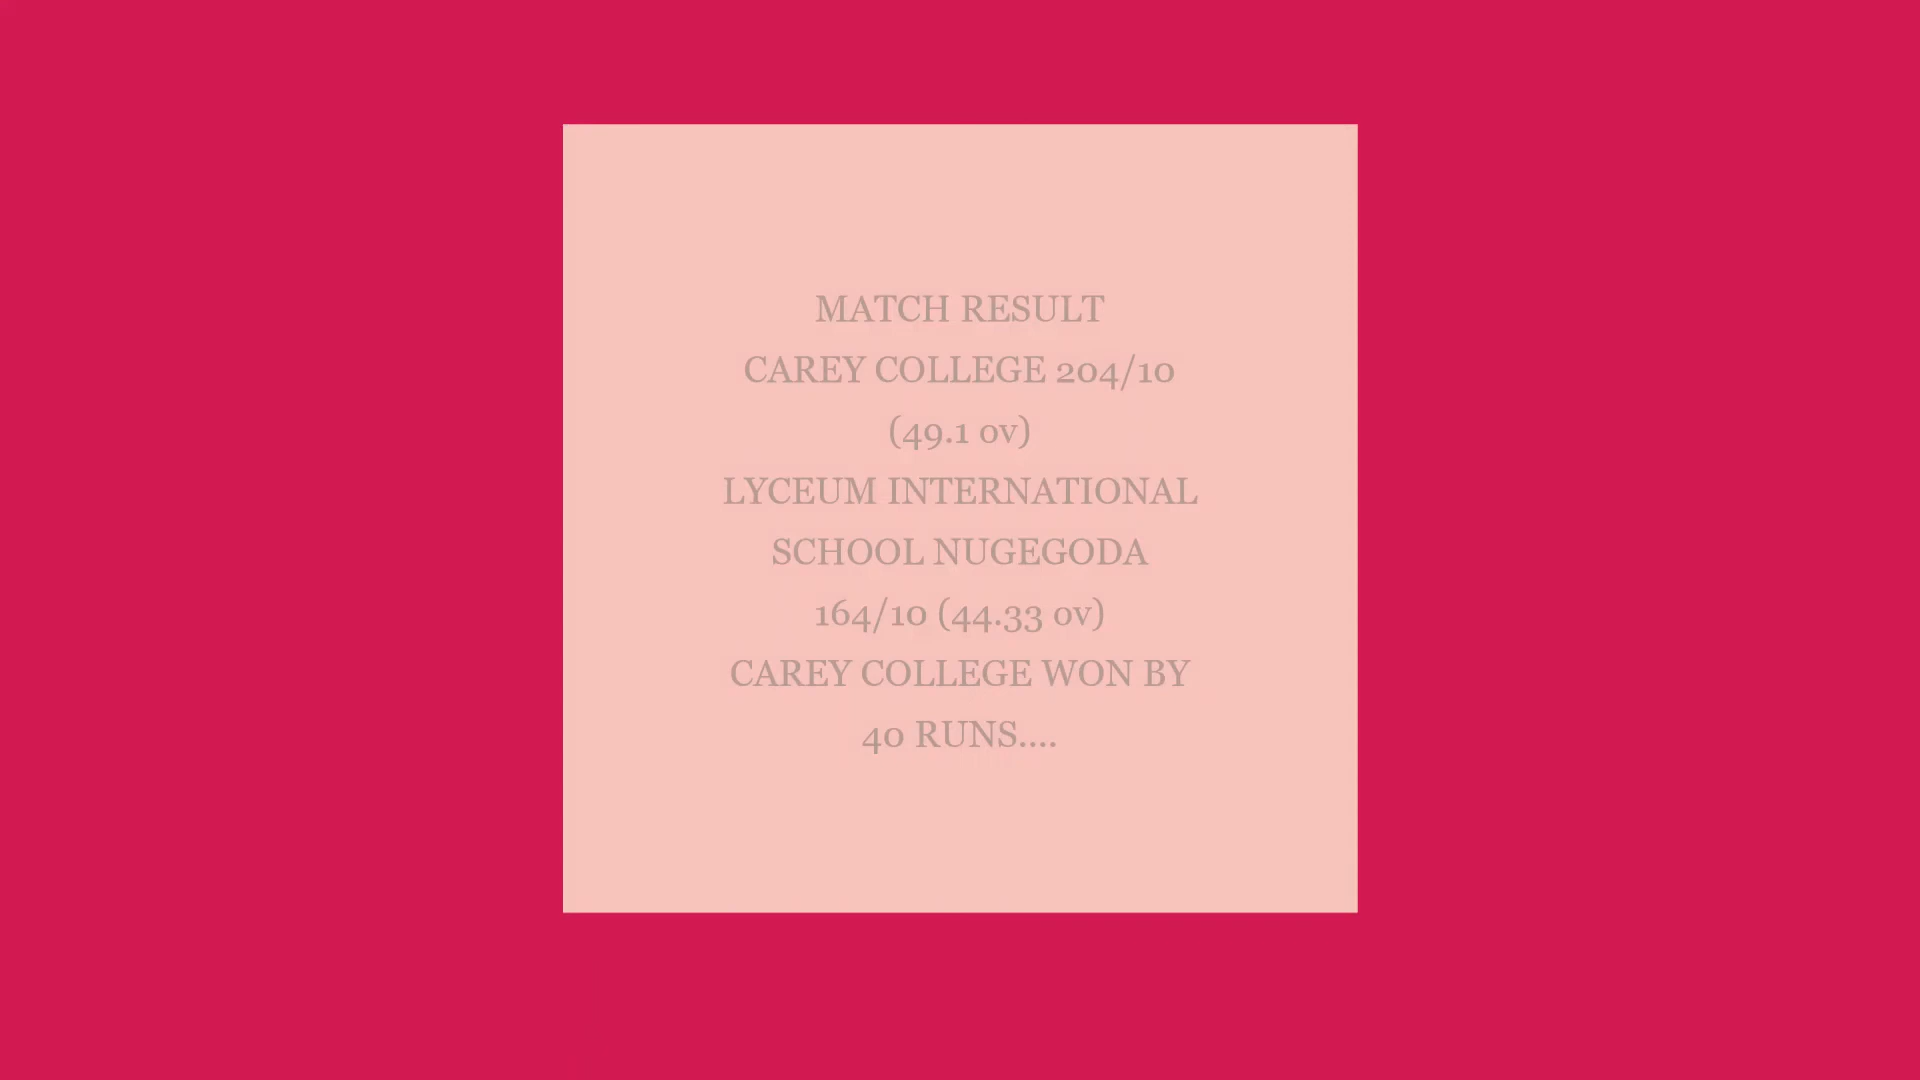 MATCH RESULT
CAREY COLLEGE 204/10
(49.1 ov)
LYCEUM INTERNATIONAL
SCHOOL NUGEGODA
164/10 (44.33 ov)
CAREY COLLEGE WON BY
40 RUNS....